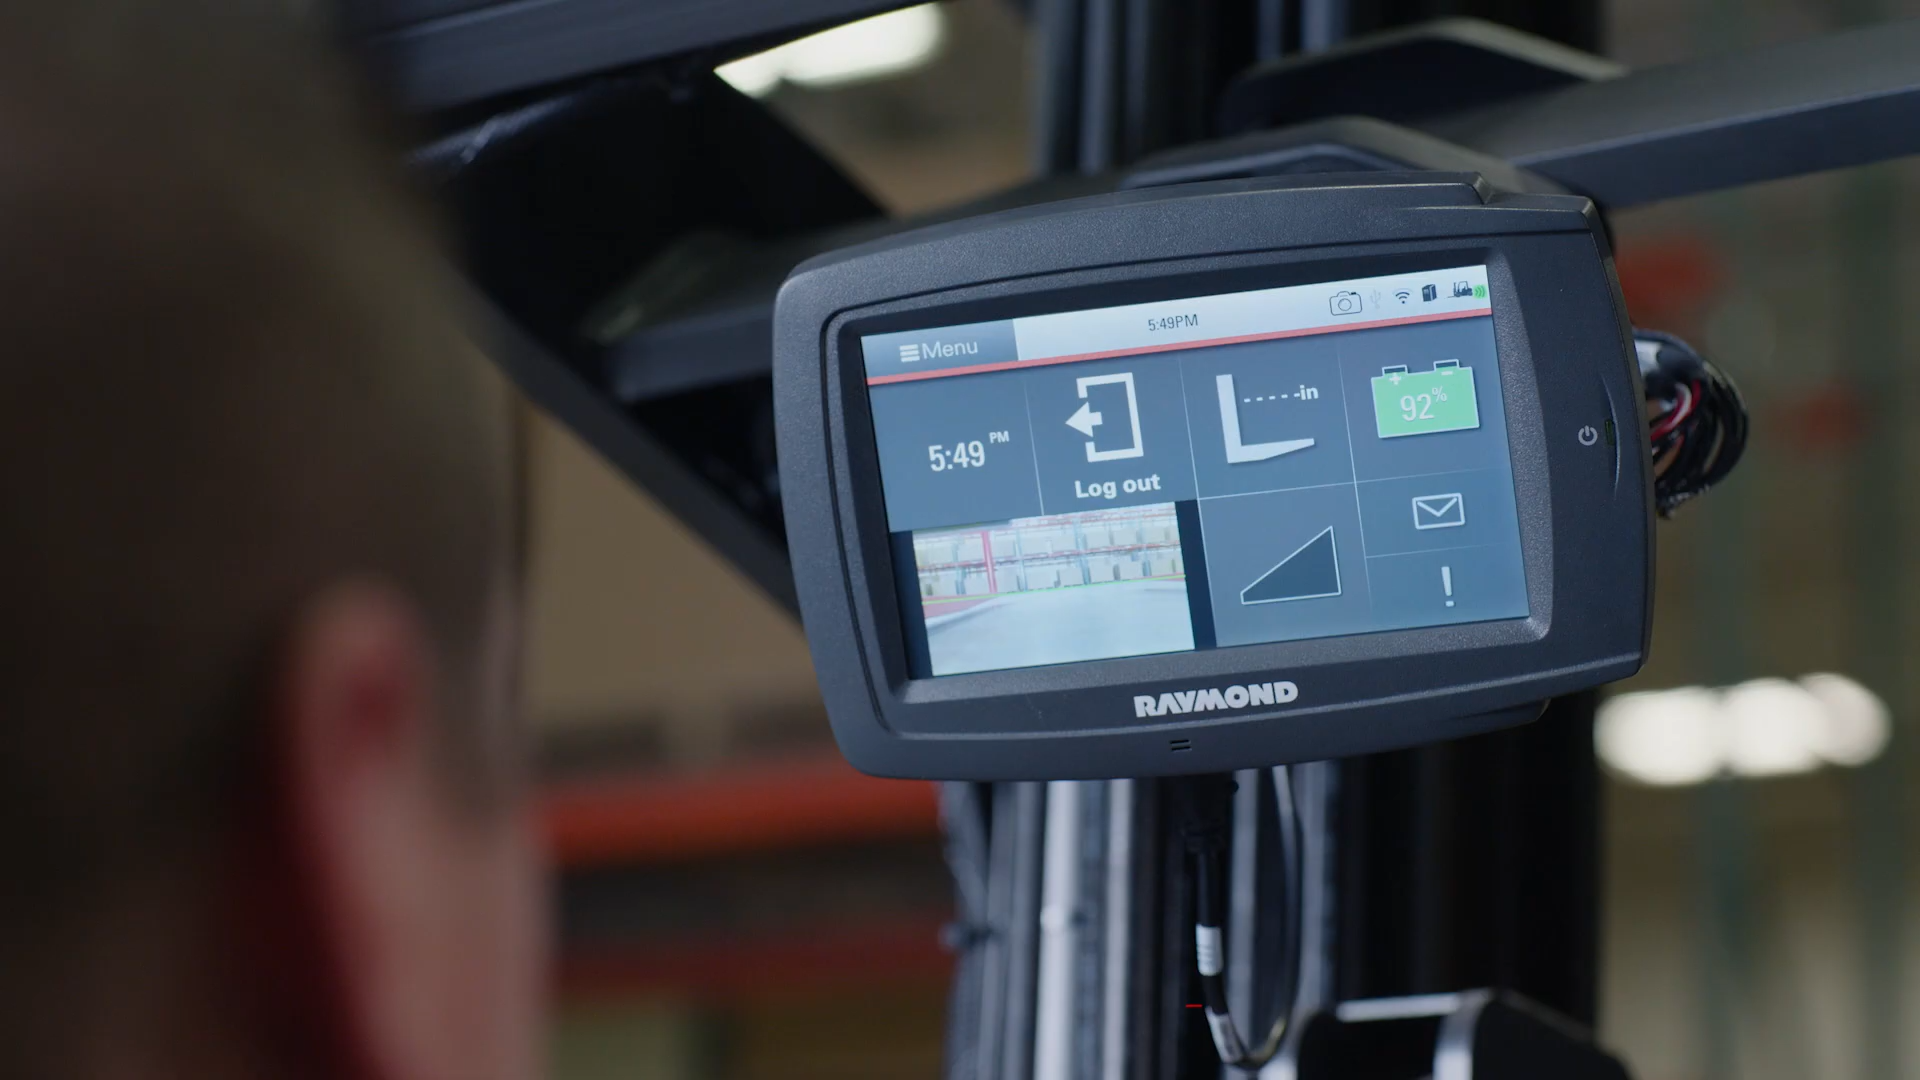 Menu
5:49PM
5:49 PM
Log out
-----in
92%
!
RAYMOND